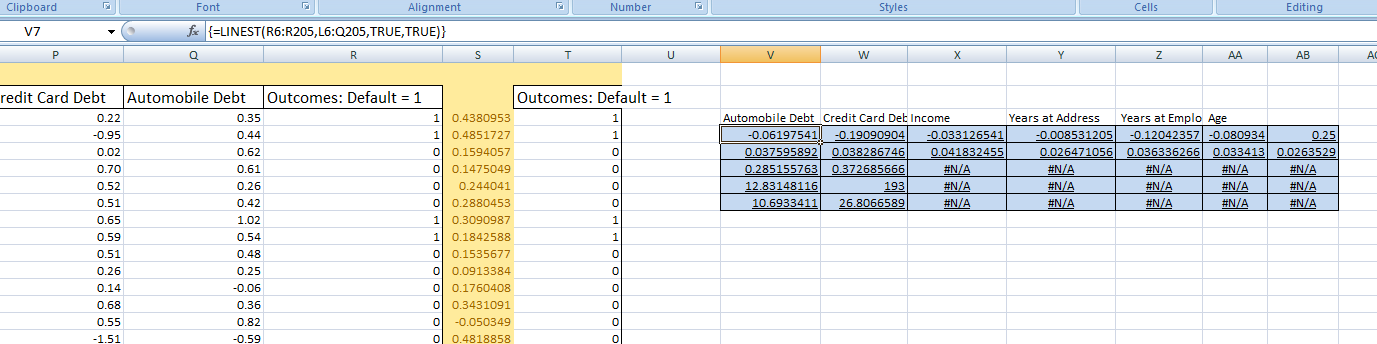 Clipboard Font Alignment Number Styles Cells Editing
V7 fx {=LINEST(R6:R205,L6:Q205,TRUE,TRUE)}
P Q R S T U V W X Y Z AA AB AC
redit Card Debt Automobile Debt Outcomes: Default = 1 Outcomes: Default = 1
0.22 0.35 1 0.4380953 1 Automobile Debt Credit Card Deb Income Years at Address Years at Emplo Age
-0.95 0.44 1 0.4851727 1 -0.06197541 -0.19090904 -0.033126541 -0.008531205 -0.12042357 -0.080934 0.25
0.02 0.62 0 0.1594057 0 0.037595892 0.038286746 0.041832455 0.026471056 0.036336266 0.033413 0.0263529
0.70 0.61 0 0.1475049 0 0.285155763 0.372685666 #N/A #N/A #N/A #N/A #N/A
0.52 0.26 0 0.244041 0 12.83148116 193 #N/A #N/A #N/A #N/A #N/A
0.51 0.42 0 0.2880453 0 10.6933411 26.8066589 #N/A #N/A #N/A #N/A #N/A
0.65 1.02 1 0.3090987 1
0.59 0.54 1 0.1842588 1
0.51 0.48 0 0.1535677 0
0.26 0.25 0 0.0913384 0
0.14 -0.06 0 0.1760408 0
0.68 0.36 0 0.3431091 0
0.55 0.82 0 -0.050349 0
-1.51 -0.59 0 0.4818858 0